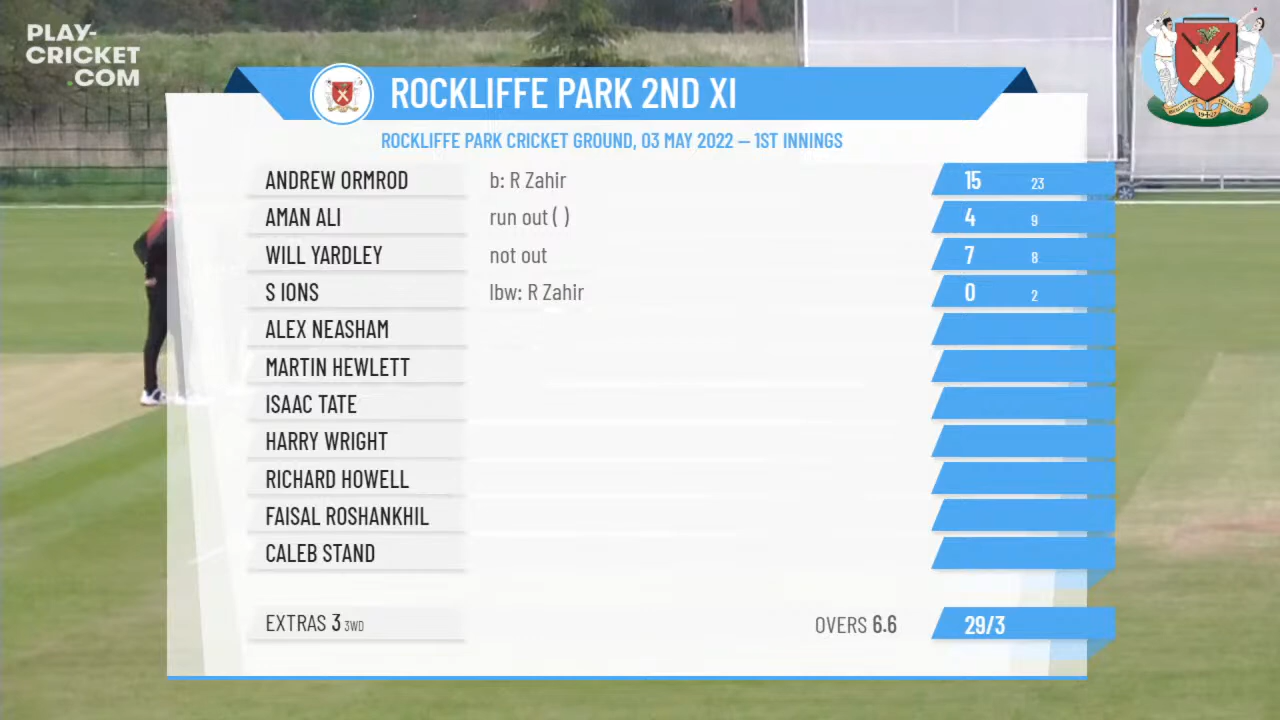 PLAY-
CRICKET
.COM
ROCKLIFFE PARK 2ND XI
ROCKLIFFE PARK CRICKET GROUND, 03 MAY 2022 – 1ST INNINGS
ANDREW ORMROD b: R Zahir 15 23
AMAN ALI run out ( ) 4 9
WILL YARDLEY not out 7 8
S IONS lbw: R Zahir 0 2
ALEX NEASHAM
MARTIN HEWLETT
ISAAC TATE
HARRY WRIGHT
RICHARD HOWELL
FAISAL ROSHANKHIL
CALEB STAND
EXTRAS 3 3WD OVERS 6.6 29/3